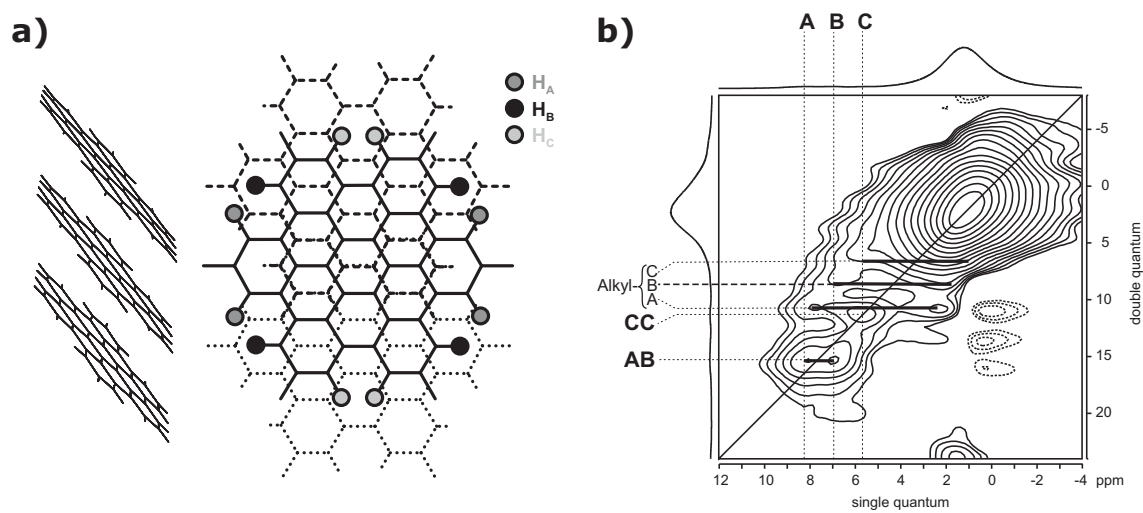 a)
H_A
H_B
H_C
b)
A B C
-5
0
5
10
15
20
double quantum
Alkyl-{
C
B
A
CC
AB
12 10 8 6 4 2 0 -2 -4 ppm
single quantum